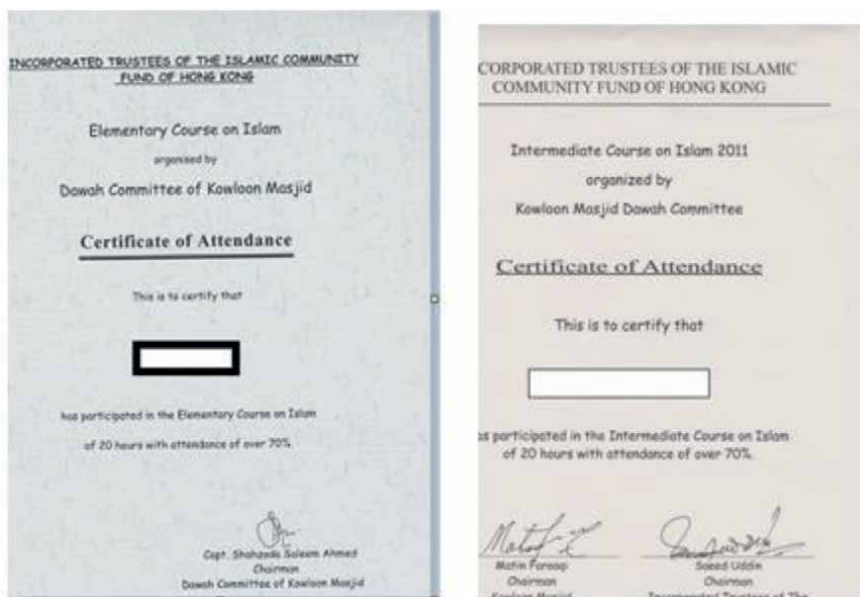 INCORPORATED TRUSTEES OF THE ISLAMIC COMMUNITY
FUND OF HONG KONG
Elementary Course on Islam
organised by
Dawah Committee of Kowloon Masjid
Certificate of Attendance
This is to certify that
has participated in the Elementary Course on Islam
of 20 hours with attendance of over 70%.
Capt. Shahzada Saleem Ahmed
Chairman
Dawah Committee of Kowloon Masjid
CORPORATED TRUSTEES OF THE ISLAMIC
COMMUNITY FUND OF HONG KONG
Intermediate Course on Islam 2011
organized by
Kowloon Masjid Dawah Committee
Certificate of Attendance
This is to certify that
as participated in the Intermediate Course on Islam
of 20 hours with attendance of over 70%.
Matin Farooqi
Chairman
Kowloon Masjid
Saeed Uddin
Chairman
Incorporated Trustees of The